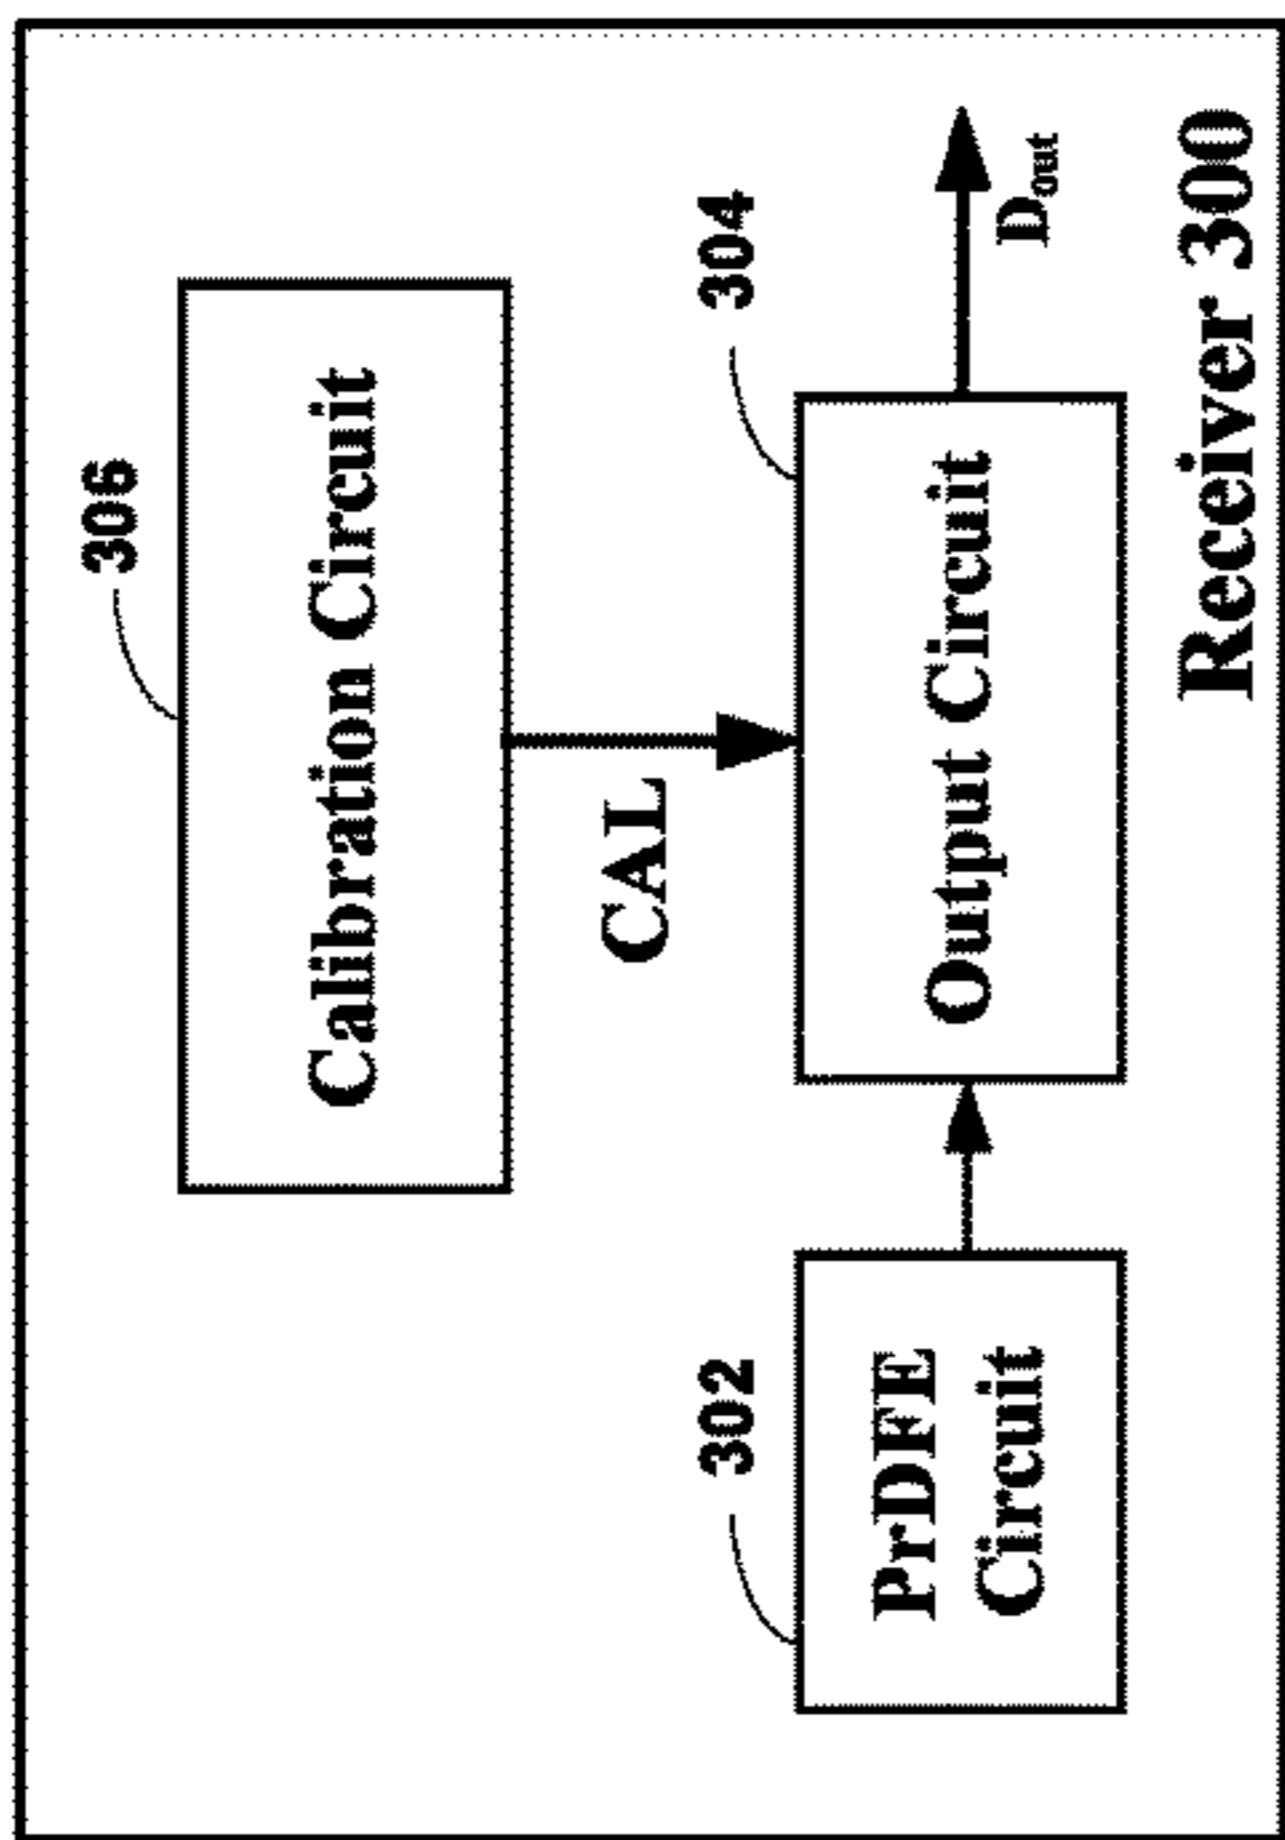 306
Calibration Circuit
CAL
302
304
PrDFE
Circuit
Output Circuit
Dout
Receiver 300